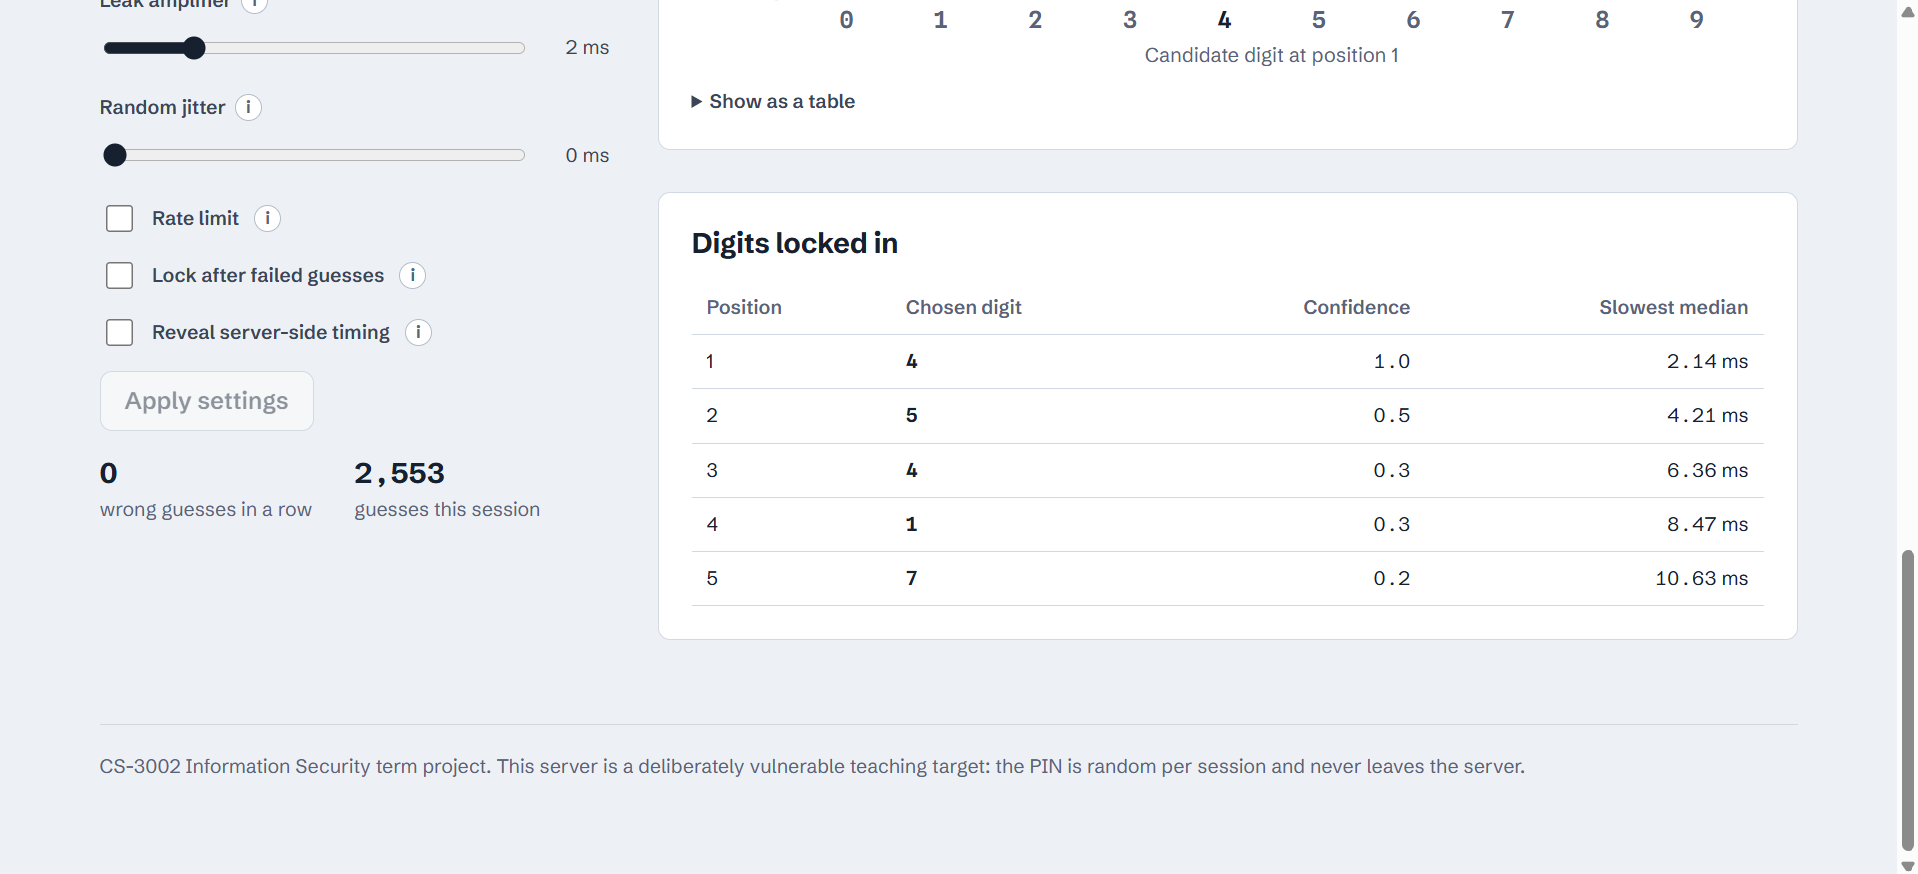 Leak amplifier i
2 ms
Random jitter i
0 ms
Rate limit i
Lock after failed guesses i
Reveal server-side timing i
Apply settings
0 2,553
wrong guesses in a row guesses this session
0 1 2 3 4 5 6 7 8 9
Candidate digit at position 1
Show as a table
Digits locked in
Position Chosen digit Confidence Slowest median
1 4 1.0 2.14 ms
2 5 0.5 4.21 ms
3 4 0.3 6.36 ms
4 1 0.3 8.47 ms
5 7 0.2 10.63 ms
CS-3002 Information Security term project. This server is a deliberately vulnerable teaching target: the PIN is random per session and never leaves the server.